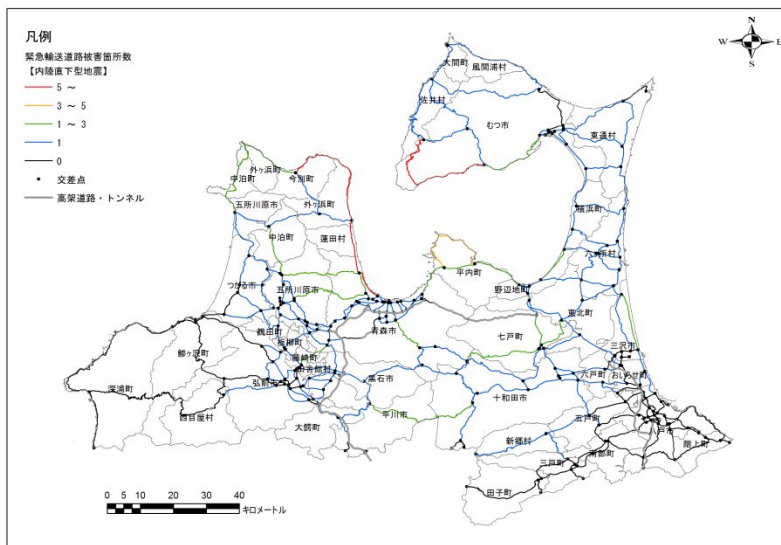 凡例
緊急輸送道路被害箇所数
【内陸直下型地震】
5 ～
3 ～ 5
1 ～ 3
1
0
交差点
高架道路・トンネル
N
W E
S
大間町
風間浦村
佐井村
むつ市
東通村
外ヶ浜町
中泊町
今別町
五所川原市
外ヶ浜町
横浜町
中泊町
蓬田村
六ヶ所村
平内町
つがる市
五所川原市
野辺地町
東北町
鶴田町
青森市
七戸町
板柳町
三沢市
鰺ヶ沢町
藤崎町
田舎館村
六戸町
おいらせ町
深浦町
弘前市
黒石市
十和田市
西目屋村
平川市
五戸町
八戸市
大鰐町
新郷村
南部町
階上町
三戸町
田子町
0 5 10 20 30 40
キロメートル